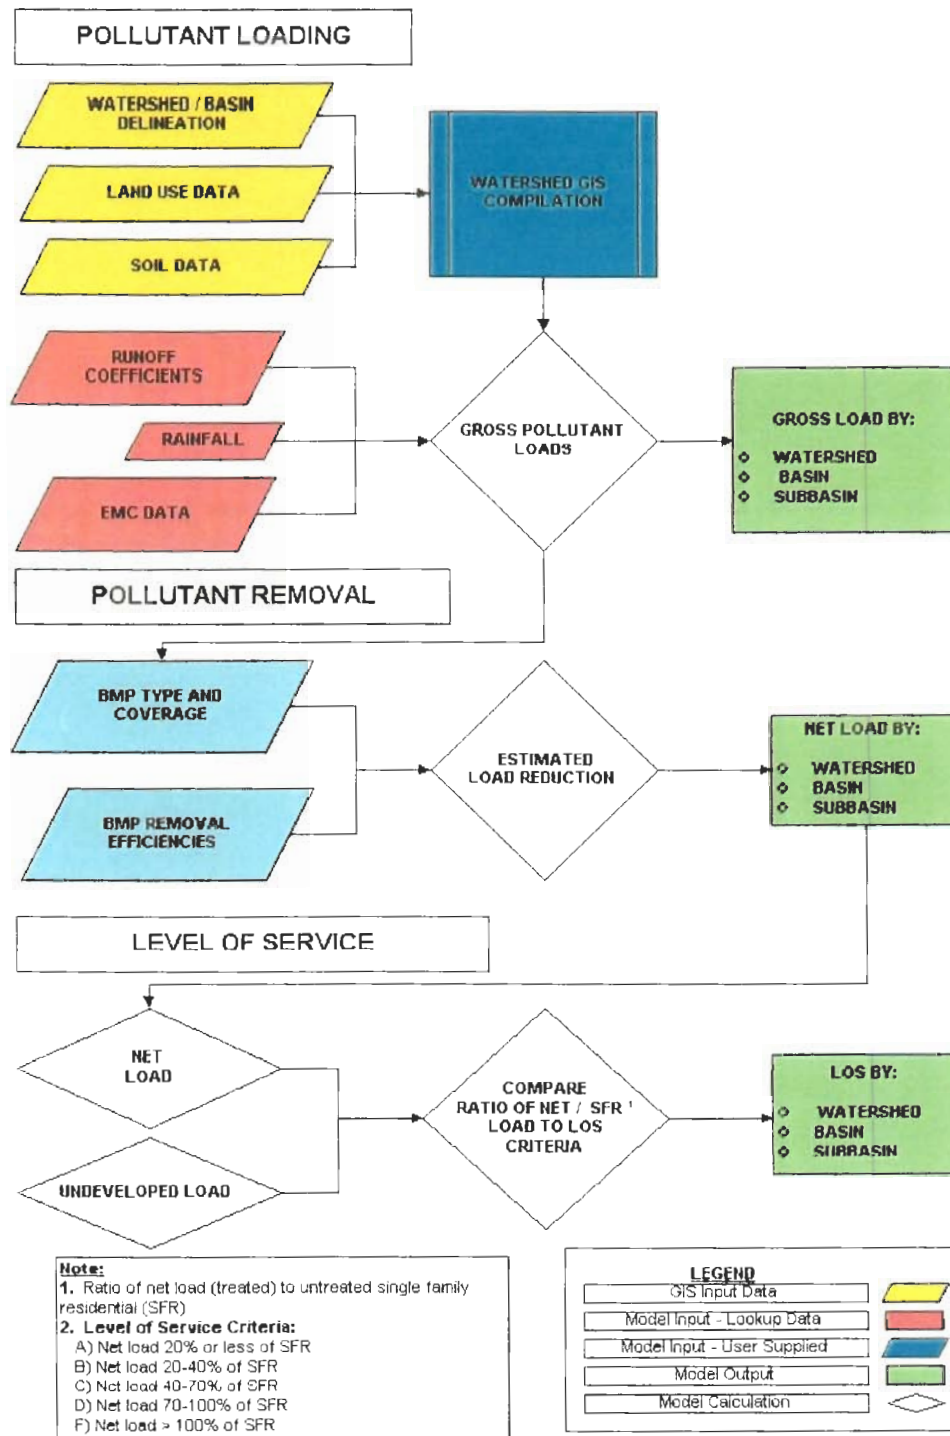 POLLUTANT LOADING
WATERSHED / BASIN
DELINEATION
LAND USE DATA
SOIL DATA
WATERSHED GIS
COMPILATION
RUNOFF
COEFFICIENTS
RAINFALL
EMC DATA
GROSS POLLUTANT
LOADS
GROSS LOAD BY:
WATERSHED
BASIN
SUBBASIN
POLLUTANT REMOVAL
BMP TYPE AND
COVERAGE
BMP REMOVAL
EFFICIENCIES
ESTIMATED
LOAD REDUCTION
NET LOAD BY:
WATERSHED
BASIN
SUBBASIN
LEVEL OF SERVICE
NET
LOAD
UNDEVELOPED LOAD
COMPARE
RATIO OF NET / SFR ¹
LOAD TO LOS
CRITERIA
LOS BY:
WATERSHED
BASIN
SUBBASIN
Note:
1. Ratio of net load (treated) to untreated single family
residential (SFR)
2. Level of Service Criteria:
A) Net load 20% or less of SFR
B) Net load 20-40% of SFR
C) Net load 40-70% of SFR
D) Net load 70-100% of SFR
F) Net load > 100% of SFR
LEGEND
GIS Input Data
Model Input - Lookup Data
Model Input - User Supplied
Model Output
Model Calculation